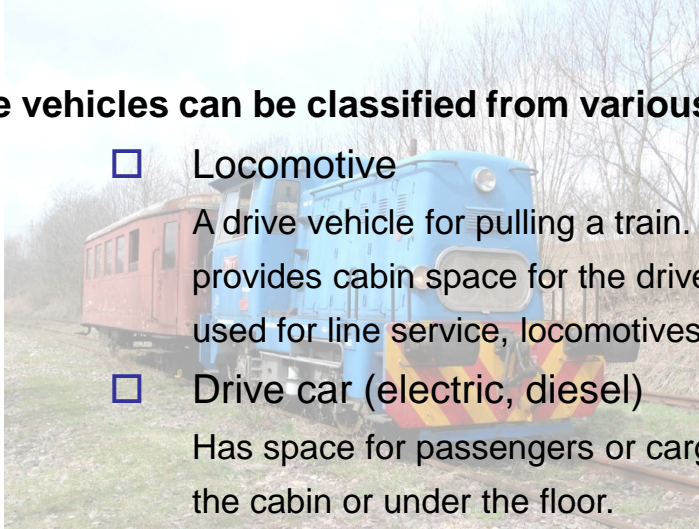 e vehicles can be classified from various
Locomotive
A drive vehicle for pulling a train.
provides cabin space for the drive
used for line service, locomotives
Drive car (electric, diesel)
Has space for passengers or carg
the cabin or under the floor.